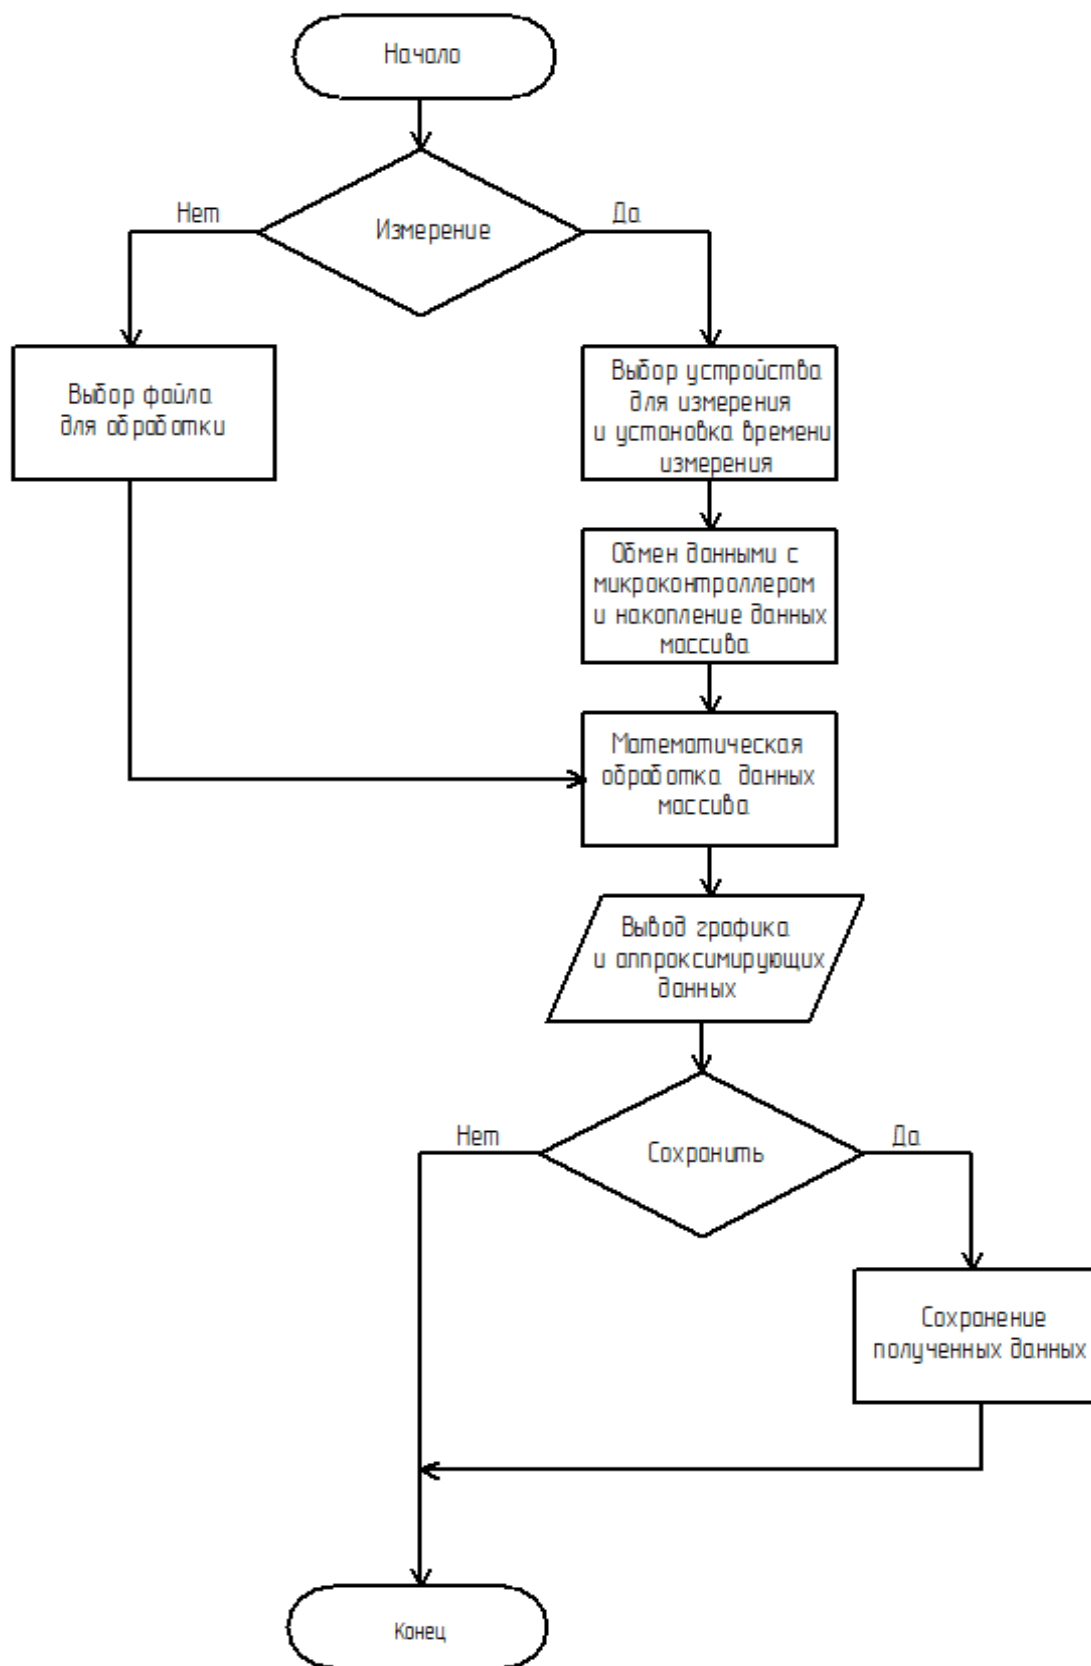 Начало
Измерение
Нет
Да
Выбор файла
для обработки
Выбор устройства
для измерения
и установка времени
измерения
Обмен данными с
микроконтроллером
и накопление данных
массива
Математическая
обработка данных
массива
Вывод графика
и аппроксимирующих
данных
Сохранить
Нет
Да
Сохранение
полученных данных
Конец